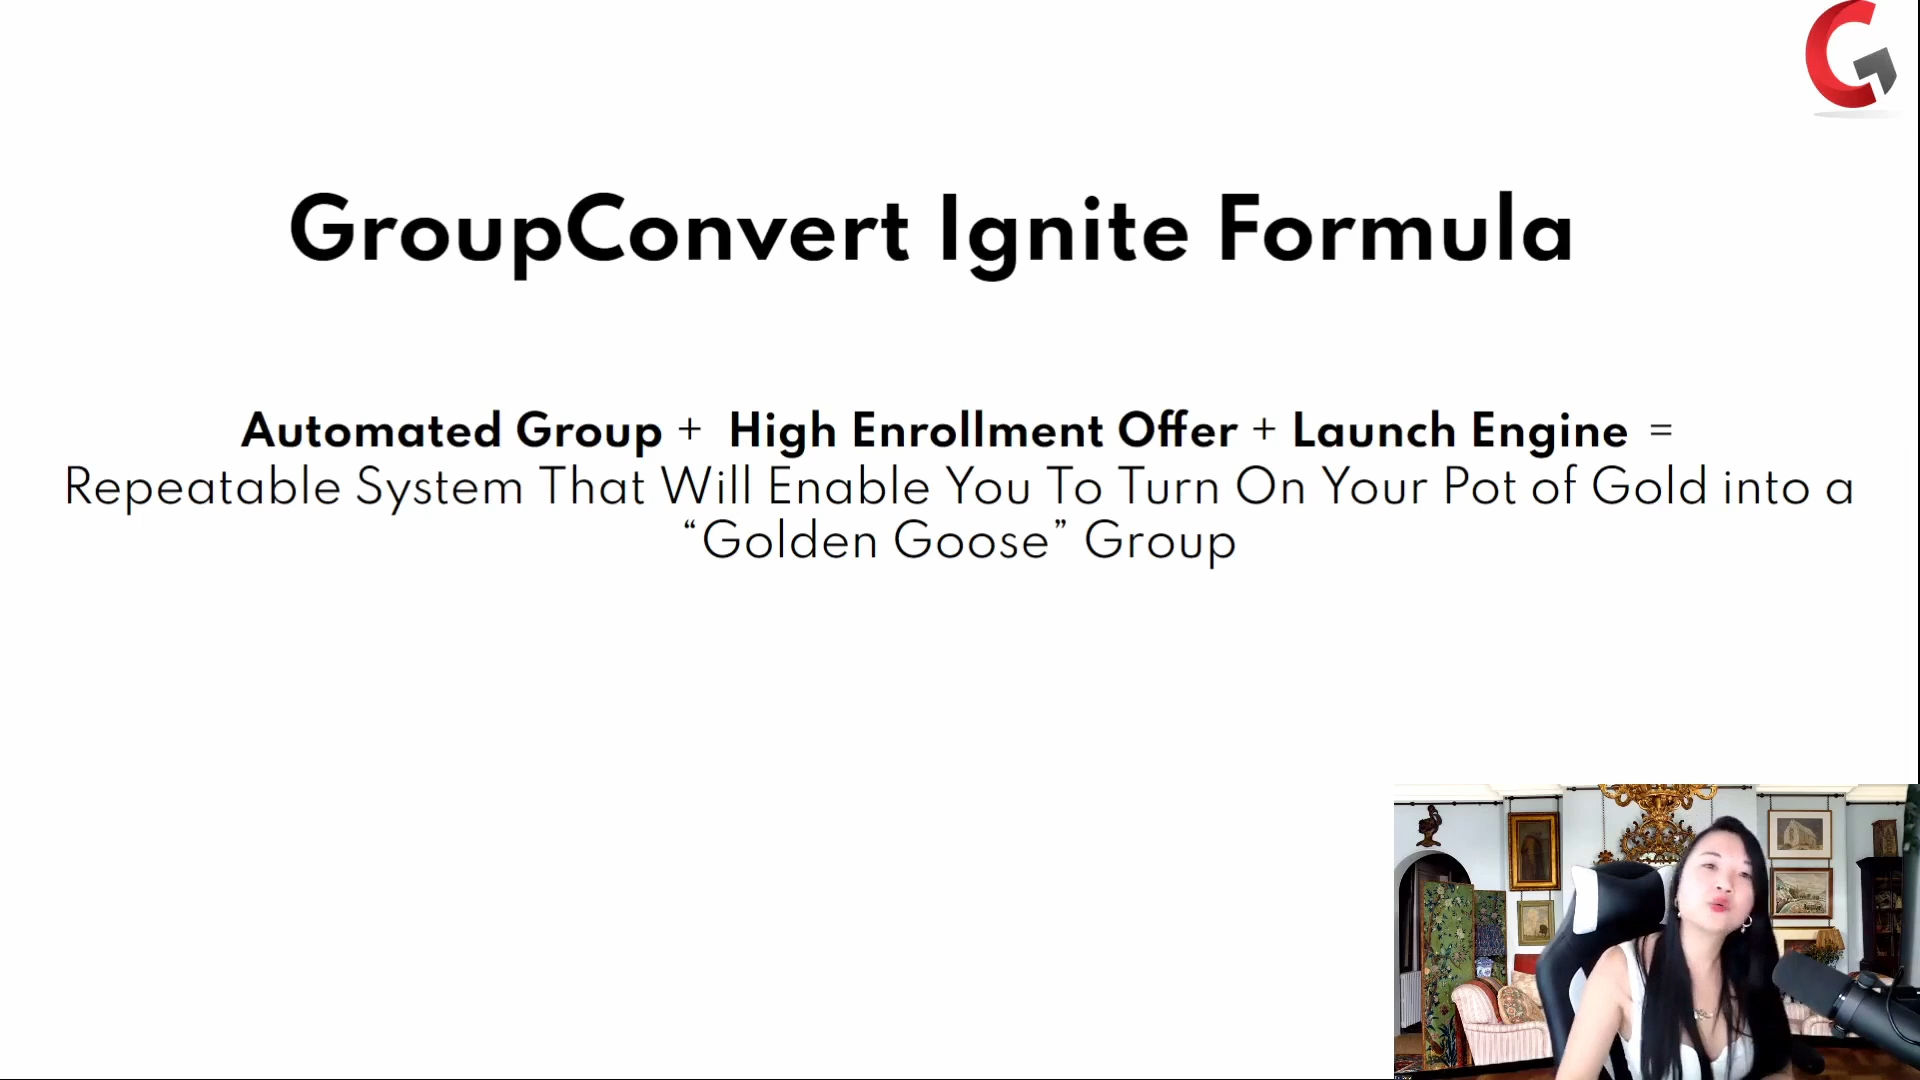 GroupConvert Ignite Formula
Automated Group + High Enrollment Offer + Launch Engine =
Repeatable System That Will Enable You To Turn On Your Pot of Gold into a
“Golden Goose” Group